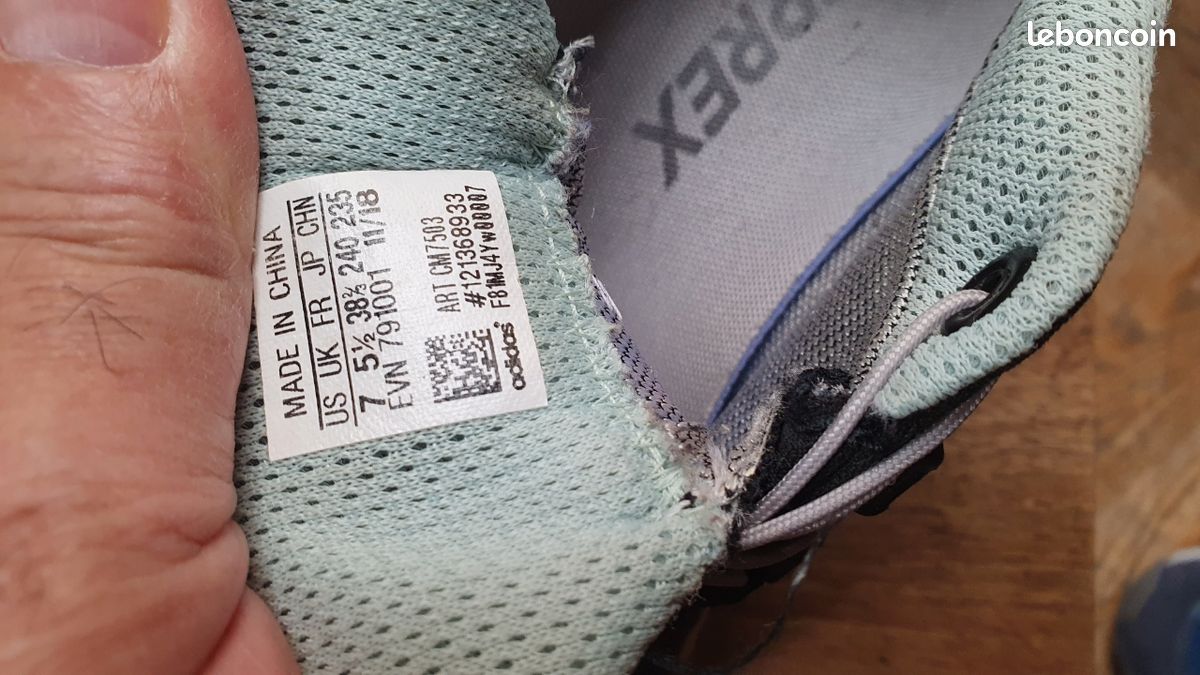 leboncoin
OREX
MADE IN CHINA
US UK FR JP CHN
7 5½ 38⅔ 240 235
EVN 791001 11/18
ART CM7503
#121368933
F81MJ4YW00007
adidas